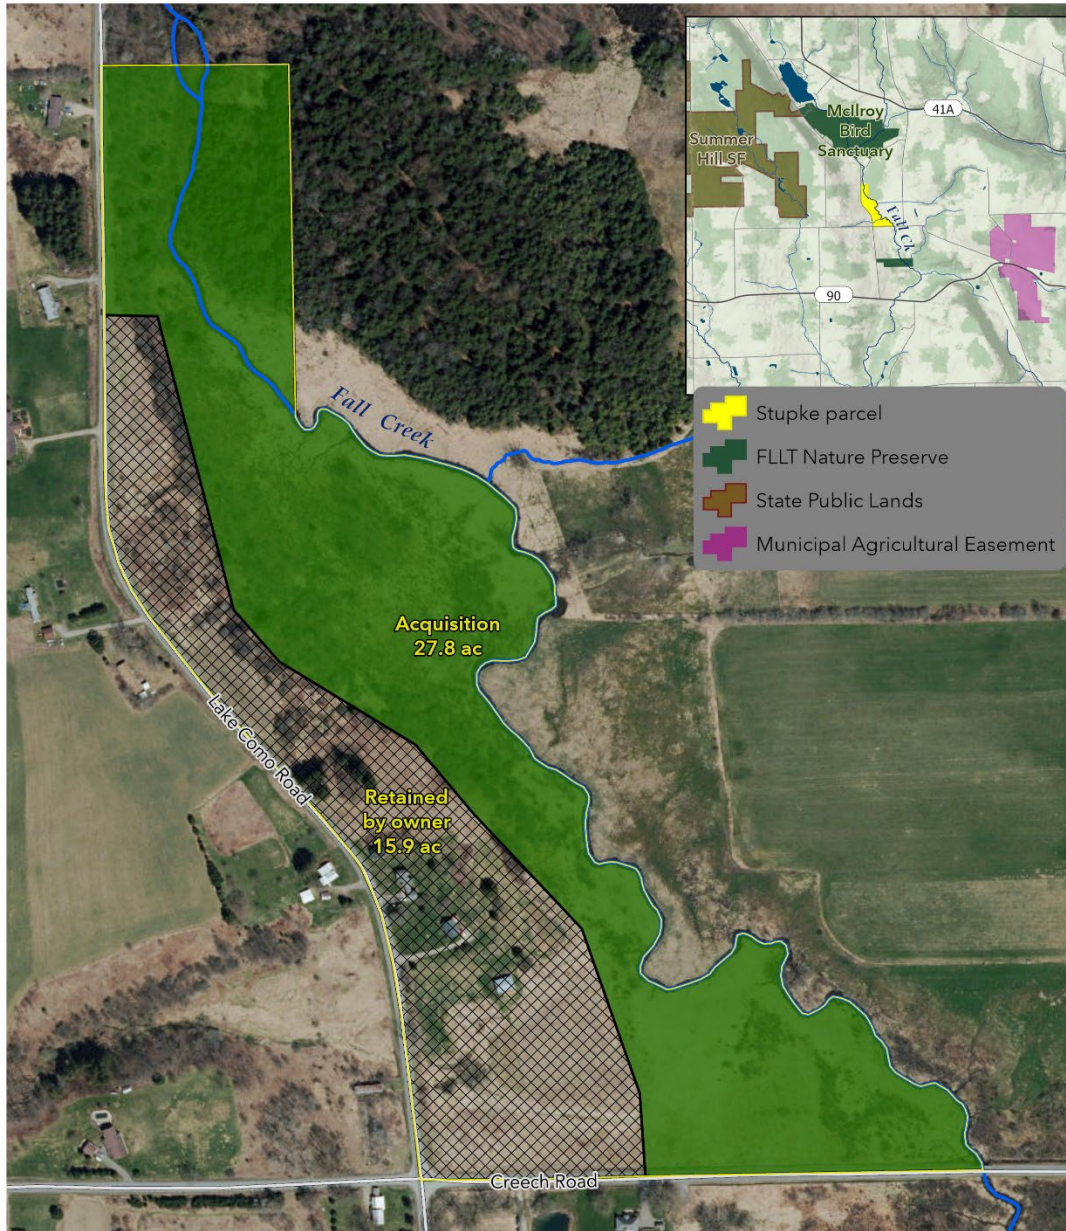 41A
McIlroy
Bird
Sanctuary
Summer
Hill SF
Fall Ck
90
Stupke parcel
FLLT Nature Preserve
State Public Lands
Municipal Agricultural Easement
Fall Creek
Acquisition
27.8 ac
Lake Como Road
Retained
by owner
15.9 ac
Creech Road